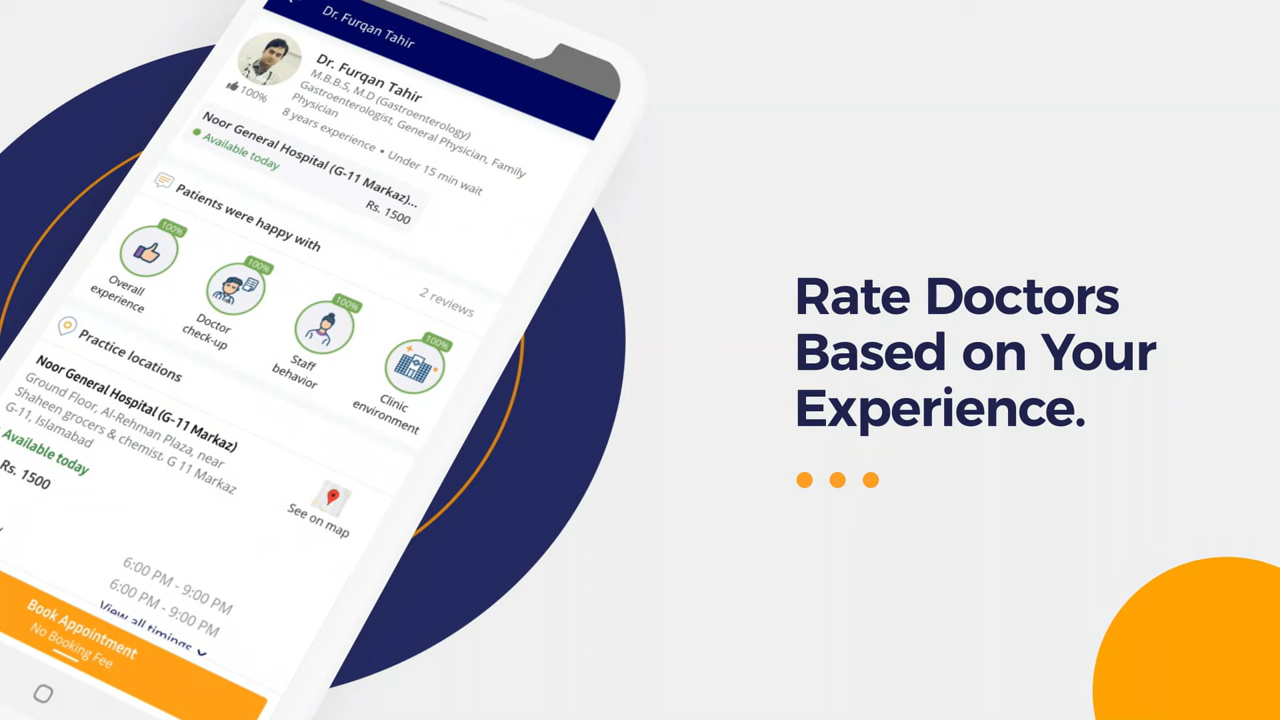 Dr. Furqan Tahir
Dr. Furqan Tahir
M.B.B.S, M.D (Gastroenterology)
Gastroenterologist, General Physician, Family
Physician
8 years experience • Under 15 min wait
100%
Noor General Hospital (G-11 Markaz)...
Available today
Rs. 1500
Patients were happy with
2 reviews
100%
Overall
experience
100%
Doctor
check-up
100%
Staff
behavior
100%
Clinic
environment
Practice locations
Noor General Hospital (G-11 Markaz)
Ground Floor, Al-Rehman Plaza, near
Shaheen grocers & chemist, G 11 Markaz
G-11, Islamabad
Available today
Rs. 1500
See on map
6:00 PM - 9:00 PM
6:00 PM - 9:00 PM
View all timings
Book Appointment
No Booking Fee
Rate Doctors
Based on Your
Experience.